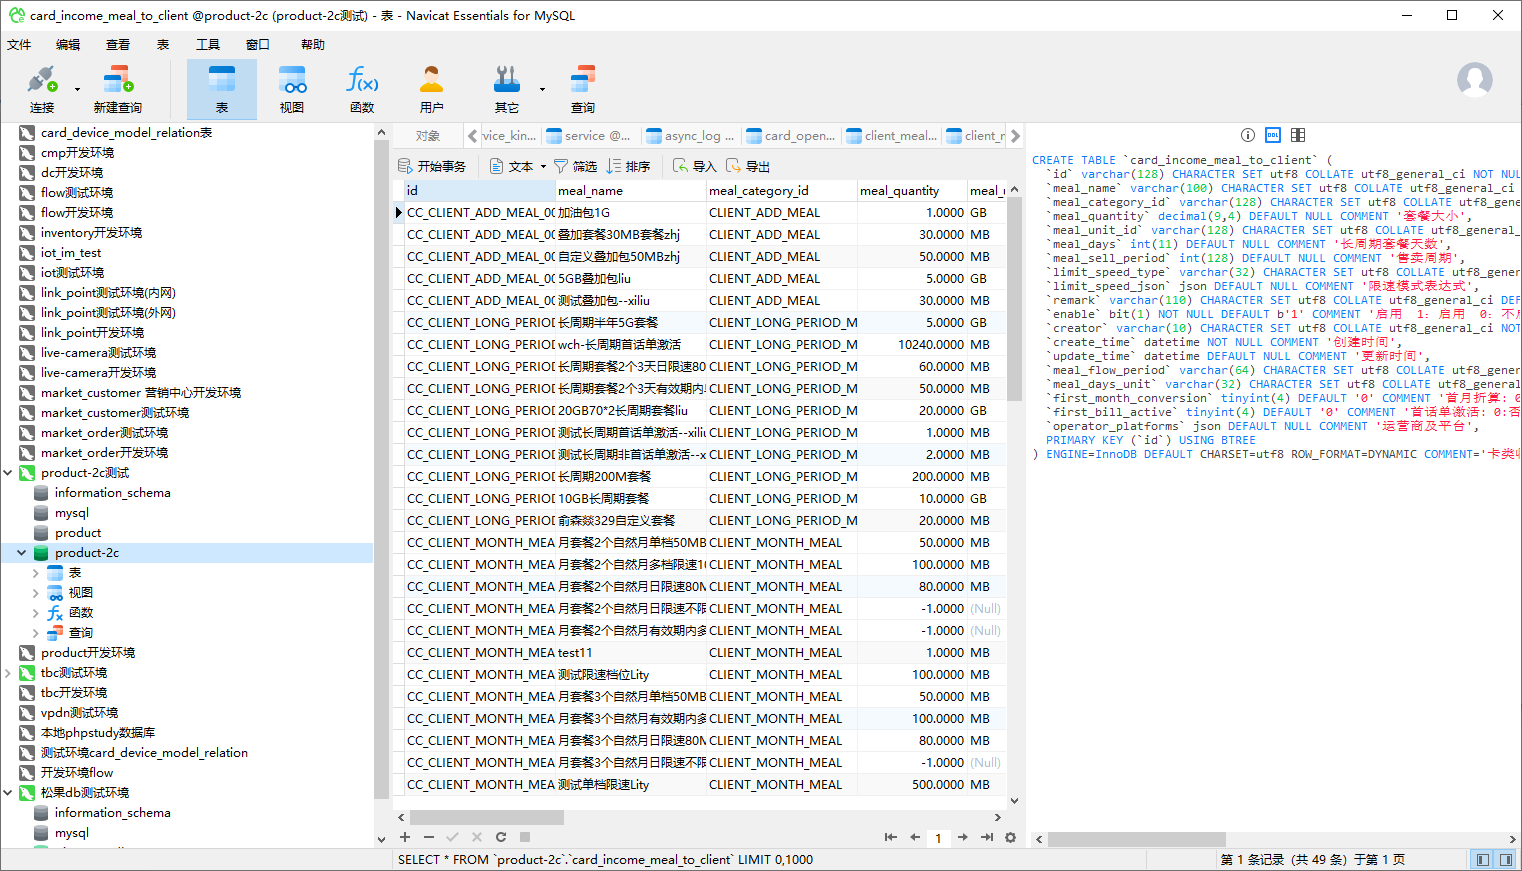 card_income_meal_to_client @product-2c (product-2c测试) - 表 - Navicat Essentials for MySQL
文件 编辑 查看 表 工具 窗口 帮助
连接 新建查询 表 视图 函数 用户 其它 查询
card_device_model_relation表
cmp开发环境
dc开发环境
flow测试环境
flow开发环境
inventory开发环境
iot_im_test
iot测试环境
link_point测试环境(内网)
link_point测试环境(外网)
link_point开发环境
live-camera测试环境
live-camera开发环境
market_customer 营销中心开发环境
market_customer测试环境
market_order测试环境
market_order开发环境
product-2c测试
information_schema
mysql
product
product-2c
表
视图
函数
查询
product开发环境
tbc测试环境
tbc开发环境
vpdn测试环境
本地phpstudy数据库
测试环境card_device_model_relation
开发环境flow
松果db测试环境
information_schema
mysql
对象 vice_kin... service @... async_log ... card_open... client_meal... client_n
开始事务 文本 筛选 排序 导入 导出
id meal_name meal_category_id meal_quantity meal_u
CC_CLIENT_ADD_MEAL_00 加油包1G CLIENT_ADD_MEAL 1.0000 GB
CC_CLIENT_ADD_MEAL_00 叠加套餐30MB套餐zhj CLIENT_ADD_MEAL 30.0000 MB
CC_CLIENT_ADD_MEAL_00 自定义叠加包50MBzhj CLIENT_ADD_MEAL 50.0000 MB
CC_CLIENT_ADD_MEAL_00 5GB叠加包liu CLIENT_ADD_MEAL 5.0000 GB
CC_CLIENT_ADD_MEAL_00 测试叠加包--xiliu CLIENT_ADD_MEAL 30.0000 MB
CC_CLIENT_LONG_PERIOD 长周期半年5G套餐 CLIENT_LONG_PERIOD_M 5.0000 GB
CC_CLIENT_LONG_PERIOD wch-长周期首话单激活 CLIENT_LONG_PERIOD_M 10240.0000 MB
CC_CLIENT_LONG_PERIOD 长周期套餐2个3天日限速80 CLIENT_LONG_PERIOD_M 60.0000 MB
CC_CLIENT_LONG_PERIOD 长周期套餐2个3天有效期内 CLIENT_LONG_PERIOD_M 50.0000 MB
CC_CLIENT_LONG_PERIOD 20GB70*2长周期套餐liu CLIENT_LONG_PERIOD_M 20.0000 GB
CC_CLIENT_LONG_PERIOD 测试长周期首话单激活--xiliu CLIENT_LONG_PERIOD_M 1.0000 MB
CC_CLIENT_LONG_PERIOD 测试长周期非首话单激活--x CLIENT_LONG_PERIOD_M 2.0000 MB
CC_CLIENT_LONG_PERIOD 长周期200M套餐 CLIENT_LONG_PERIOD_M 200.0000 MB
CC_CLIENT_LONG_PERIOD 10GB长周期套餐 CLIENT_LONG_PERIOD_M 10.0000 GB
CC_CLIENT_LONG_PERIOD 俞森燚329自定义套餐 CLIENT_LONG_PERIOD_M 20.0000 MB
CC_CLIENT_MONTH_MEA 月套餐2个自然月单档50MB CLIENT_MONTH_MEAL 50.0000 MB
CC_CLIENT_MONTH_MEA 月套餐2个自然月多档限速10 CLIENT_MONTH_MEAL 100.0000 MB
CC_CLIENT_MONTH_MEA 月套餐2个自然月日限速80M CLIENT_MONTH_MEAL 80.0000 MB
CC_CLIENT_MONTH_MEA 月套餐2个自然月日限速不限 CLIENT_MONTH_MEAL -1.0000 (Null)
CC_CLIENT_MONTH_MEA 月套餐2个自然月有效期内多 CLIENT_MONTH_MEAL -1.0000 (Null)
CC_CLIENT_MONTH_MEA test11 CLIENT_MONTH_MEAL 1.0000 MB
CC_CLIENT_MONTH_MEA 测试限速档位Lity CLIENT_MONTH_MEAL 100.0000 MB
CC_CLIENT_MONTH_MEA 月套餐3个自然月单档50MB CLIENT_MONTH_MEAL 50.0000 MB
CC_CLIENT_MONTH_MEA 月套餐3个自然月有效期内多 CLIENT_MONTH_MEAL 100.0000 MB
CC_CLIENT_MONTH_MEA 月套餐3个自然月日限速80M CLIENT_MONTH_MEAL 80.0000 MB
CC_CLIENT_MONTH_MEA 月套餐3个自然月日限速不限 CLIENT_MONTH_MEAL -1.0000 (Null)
CC_CLIENT_MONTH_MEA 测试单档限速Lity CLIENT_MONTH_MEAL 500.0000 MB
1
DDL
CREATE TABLE `card_income_meal_to_client` (
`id` varchar(128) CHARACTER SET utf8 COLLATE utf8_general_ci NOT NUL
`meal_name` varchar(100) CHARACTER SET utf8 COLLATE utf8_general_c
`meal_category_id` varchar(128) CHARACTER SET utf8 COLLATE utf8_ge
`meal_quantity` decimal(9,4) DEFAULT NULL COMMENT '套餐大小',
`meal_unit_id` varchar(128) CHARACTER SET utf8 COLLATE utf8_genera
`meal_days` int(11) DEFAULT NULL COMMENT '长周期套餐天数',
`meal_sell_period` int(128) DEFAULT NULL COMMENT '售卖周期',
`limit_speed_type` varchar(32) CHARACTER SET utf8 COLLATE utf8_gener
`limit_speed_json` json DEFAULT NULL COMMENT '限速模式表达式',
`remark` varchar(110) CHARACTER SET utf8 COLLATE utf8_general_ci DEF
`enable` bit(1) NOT NULL DEFAULT b'1' COMMENT '启用 1: 启用 0: 不启
`creator` varchar(10) CHARACTER SET utf8 COLLATE utf8_general_ci NOT
`create_time` datetime NOT NULL COMMENT '创建时间',
`update_time` datetime DEFAULT NULL COMMENT '更新时间',
`meal_flow_period` varchar(64) CHARACTER SET utf8 COLLATE utf8_gener
`meal_days_unit` varchar(32) CHARACTER SET utf8 COLLATE utf8_general
`first_month_conversion` tinyint(4) DEFAULT '0' COMMENT '首月折算: 0
`first_bill_active` tinyint(4) DEFAULT '0' COMMENT '首话单激活: 0:否
`operator_platforms` json DEFAULT NULL COMMENT '运营商及平台',
PRIMARY KEY (`id`) USING BTREE
) ENGINE=InnoDB DEFAULT CHARSET=utf8 ROW_FORMAT=DYNAMIC COMMENT='卡类收
SELECT * FROM `product-2c`.`card_income_meal_to_client` LIMIT 0,1000
第 1 条记录 (共 49 条) 于第 1 页